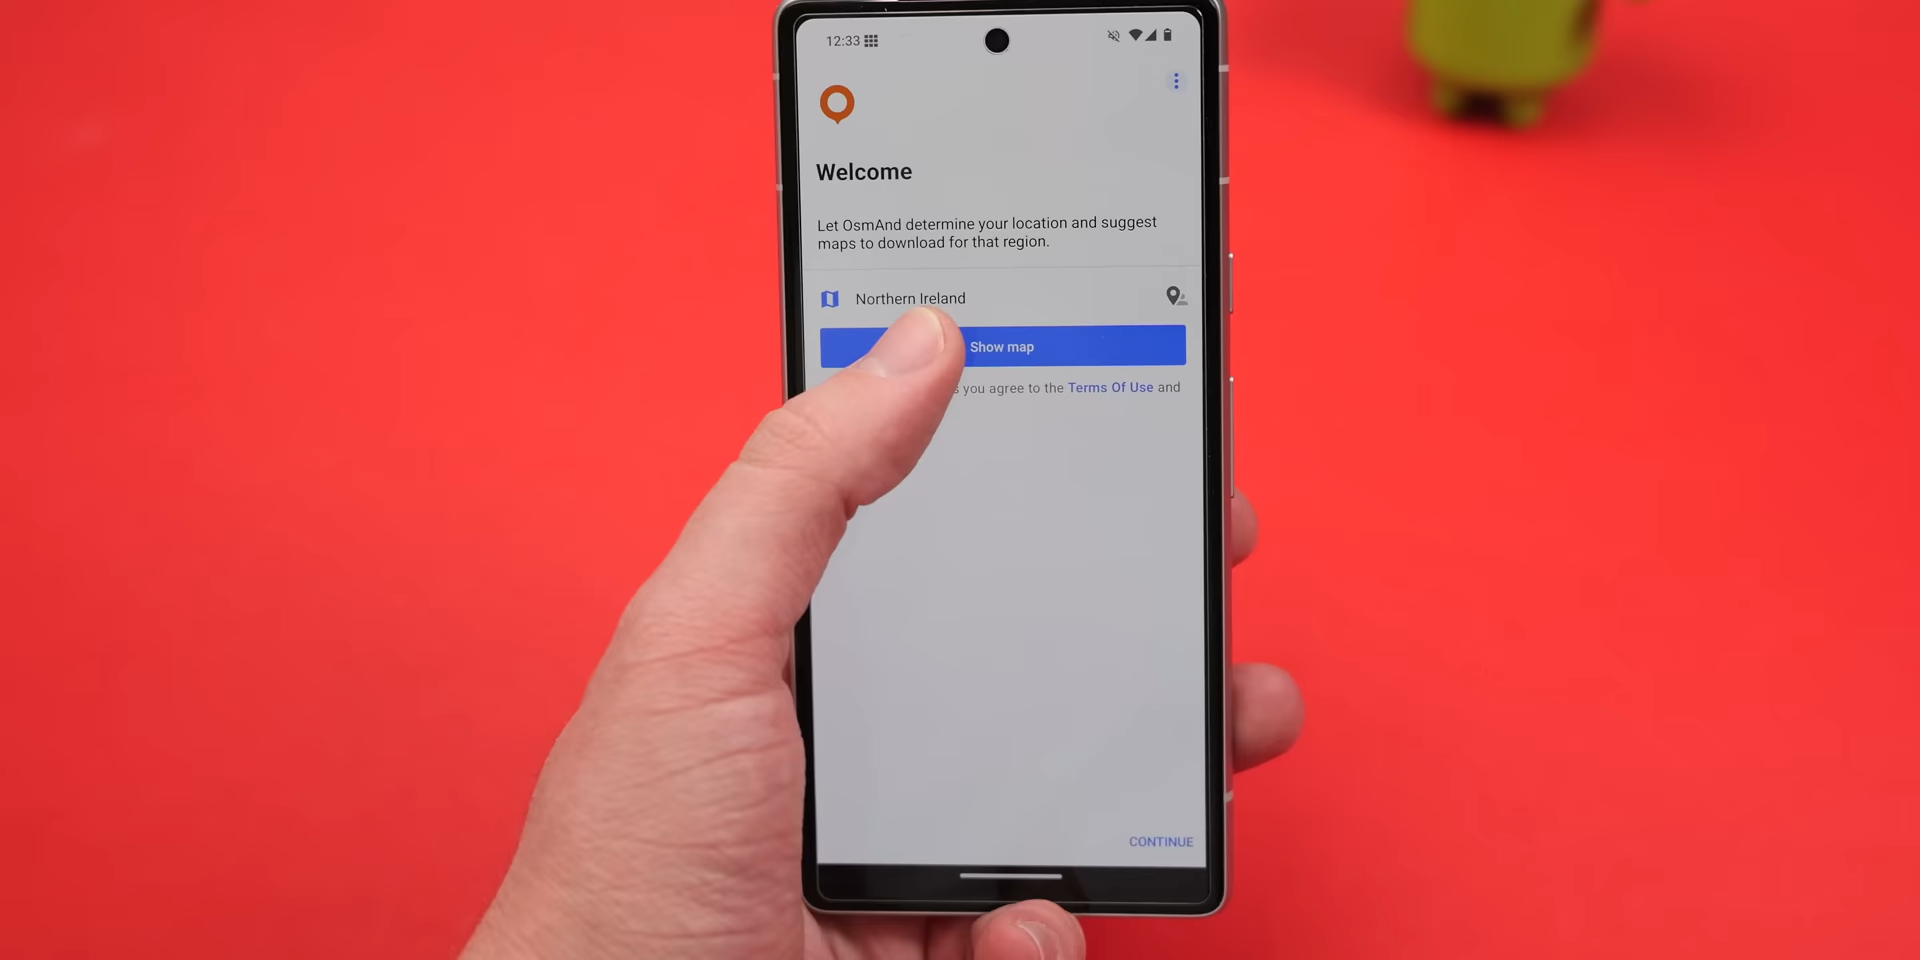 12:33
Welcome
Let OsmAnd determine your location and suggest
maps to download for that region.
Northern Ireland
Show map
you agree to the Terms Of Use and
CONTINUE